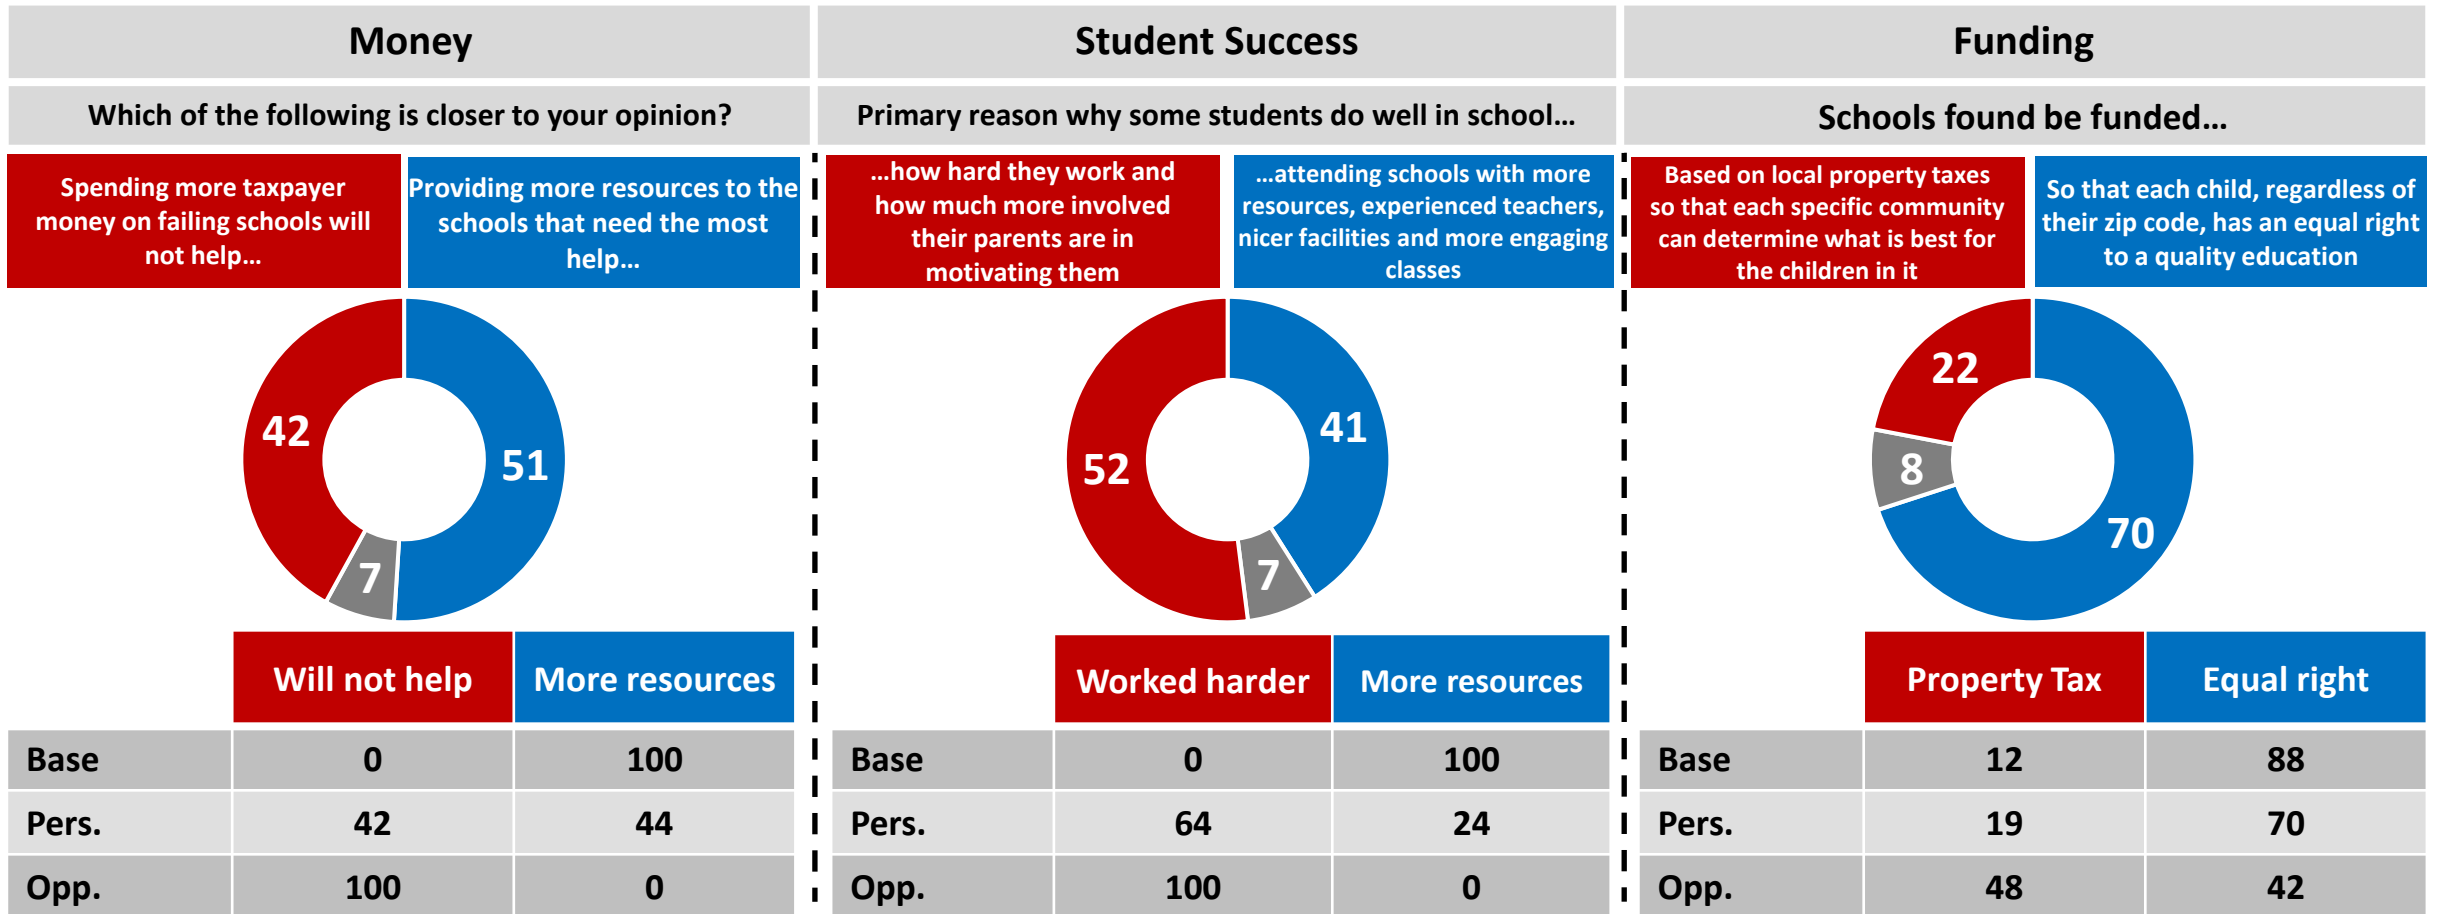 Money
Which of the following is closer to your opinion?
Spending more taxpayer
money on failing schools will
not help…
Providing more resources to the
schools that need the most
help…
42
51
7
Will not help
More resources
Base 0 100
Pers. 42 44
Opp. 100 0
Student Success
Primary reason why some students do well in school…
…how hard they work and
how much more involved
their parents are in
motivating them
…attending schools with more
resources, experienced teachers,
nicer facilities and more engaging
classes
52
41
7
Worked harder
More resources
Base 0 100
Pers. 64 24
Opp. 100 0
Funding
Schools found be funded…
Based on local property taxes
so that each specific community
can determine what is best for
the children in it
So that each child, regardless of
their zip code, has an equal right
to a quality education
22
8
70
Property Tax
Equal right
Base 12 88
Pers. 19 70
Opp. 48 42